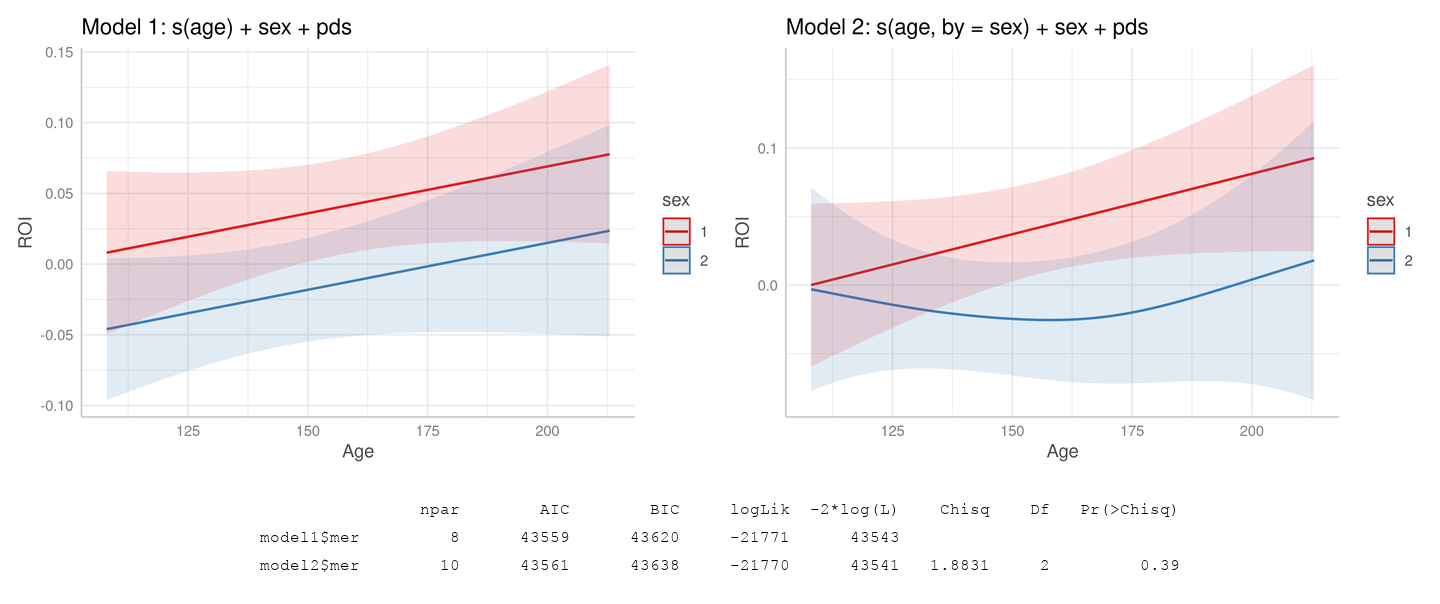 Model 1: s(age) + sex + pds
0.15
0.10
0.05
0.00
-0.05
-0.10
ROI
125 150 175 200
Age
sex
1
2
Model 2: s(age, by = sex) + sex + pds
0.1
0.0
ROI
125 150 175 200
Age
sex
1
2
npar AIC BIC logLik -2*log(L) Chisq Df Pr(>Chisq)
model1$mer 8 43559 43620 -21771 43543
model2$mer 10 43561 43638 -21770 43541 1.8831 2 0.39